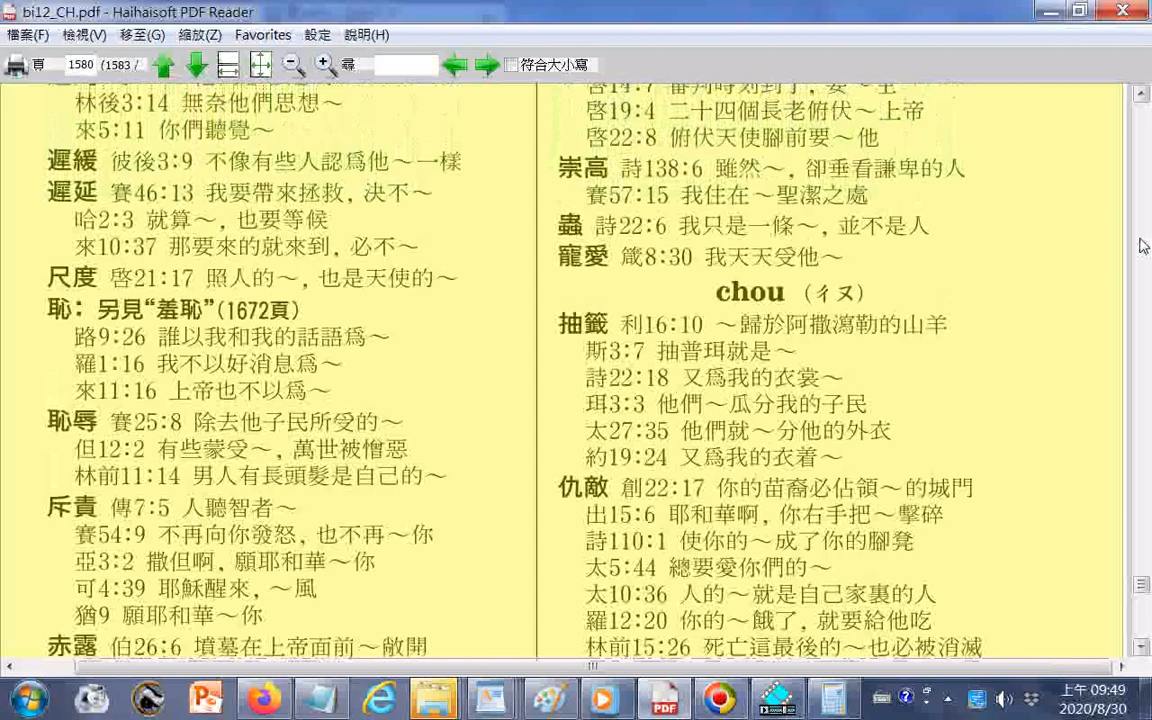 bi12_CH.pdf - Haihaisoft PDF Reader
檔案(F) 檢視(V) 移至(G) 縮放(Z) Favorites 設定 說明(H)
頁 1580 (1583 / 尋 符合大小寫
林後3:14 無奈他們思想～
來5:11 你們聽覺～
遲緩 彼後3:9 不像有些人認爲他～一樣
遲延 賽46:13 我要帶來拯救, 決不～
哈2:3 就算～, 也要等候
來10:37 那要來的就來到, 必不～
尺度 啓21:17 照人的～, 也是天使的～
恥: 另見“羞恥”(1672頁)
路9:26 誰以我和我的話語爲～
羅1:16 我不以好消息爲～
來11:16 上帝也不以爲～
恥辱 賽25:8 除去他子民所受的～
但12:2 有些蒙受～, 萬世被憎惡
林前11:14 男人有長頭髮是自己的～
斥責 傳7:5 人聽智者～
賽54:9 不再向你發怒, 也不再～你
亞3:2 撒但啊, 願耶和華～你
可4:39 耶穌醒來, ～風
猶9 願耶和華～你
赤露 伯26:6 墳墓在上帝面前～敞開
啓14:7 審判時刻到了, 要～主
啓19:4 二十四個長老俯伏～上帝
啓22:8 俯伏天使腳前要～他
崇高 詩138:6 雖然～, 卻垂看謙卑的人
賽57:15 我住在～聖潔之處
蟲 詩22:6 我只是一條～, 並不是人
寵愛 箴8:30 我天天受他～
chou (ㄔㄡ)
抽籤 利16:10 ～歸於阿撒瀉勒的山羊
斯3:7 抽普珥就是～
詩22:18 又爲我的衣裳～
珥3:3 他們～瓜分我的子民
太27:35 他們就～分他的外衣
約19:24 又爲我的衣着～
仇敵 創22:17 你的苗裔必佔領～的城門
出15:6 耶和華啊, 你右手把～擊碎
詩110:1 使你的～成了你的腳凳
太5:44 總要愛你們的～
太10:36 人的～就是自己家裏的人
羅12:20 你的～餓了, 就要給他吃
林前15:26 死亡這最後的～也必被消滅
上午 09:49
2020/8/30